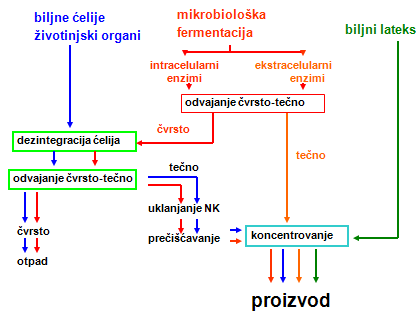 biljne ćelije
životinjski organi
mikrobiološka
fermentacija
biljni lateks
intracelularni
enzimi
ekstracelularni
enzimi
odvajanje čvrsto-tečno
čvrsto
dezintegracija ćelija
tečno
odvajanje čvrsto-tečno
tečno
uklanjanje NK
čvrsto
prečišćavanje
koncentrovanje
otpad
proizvod